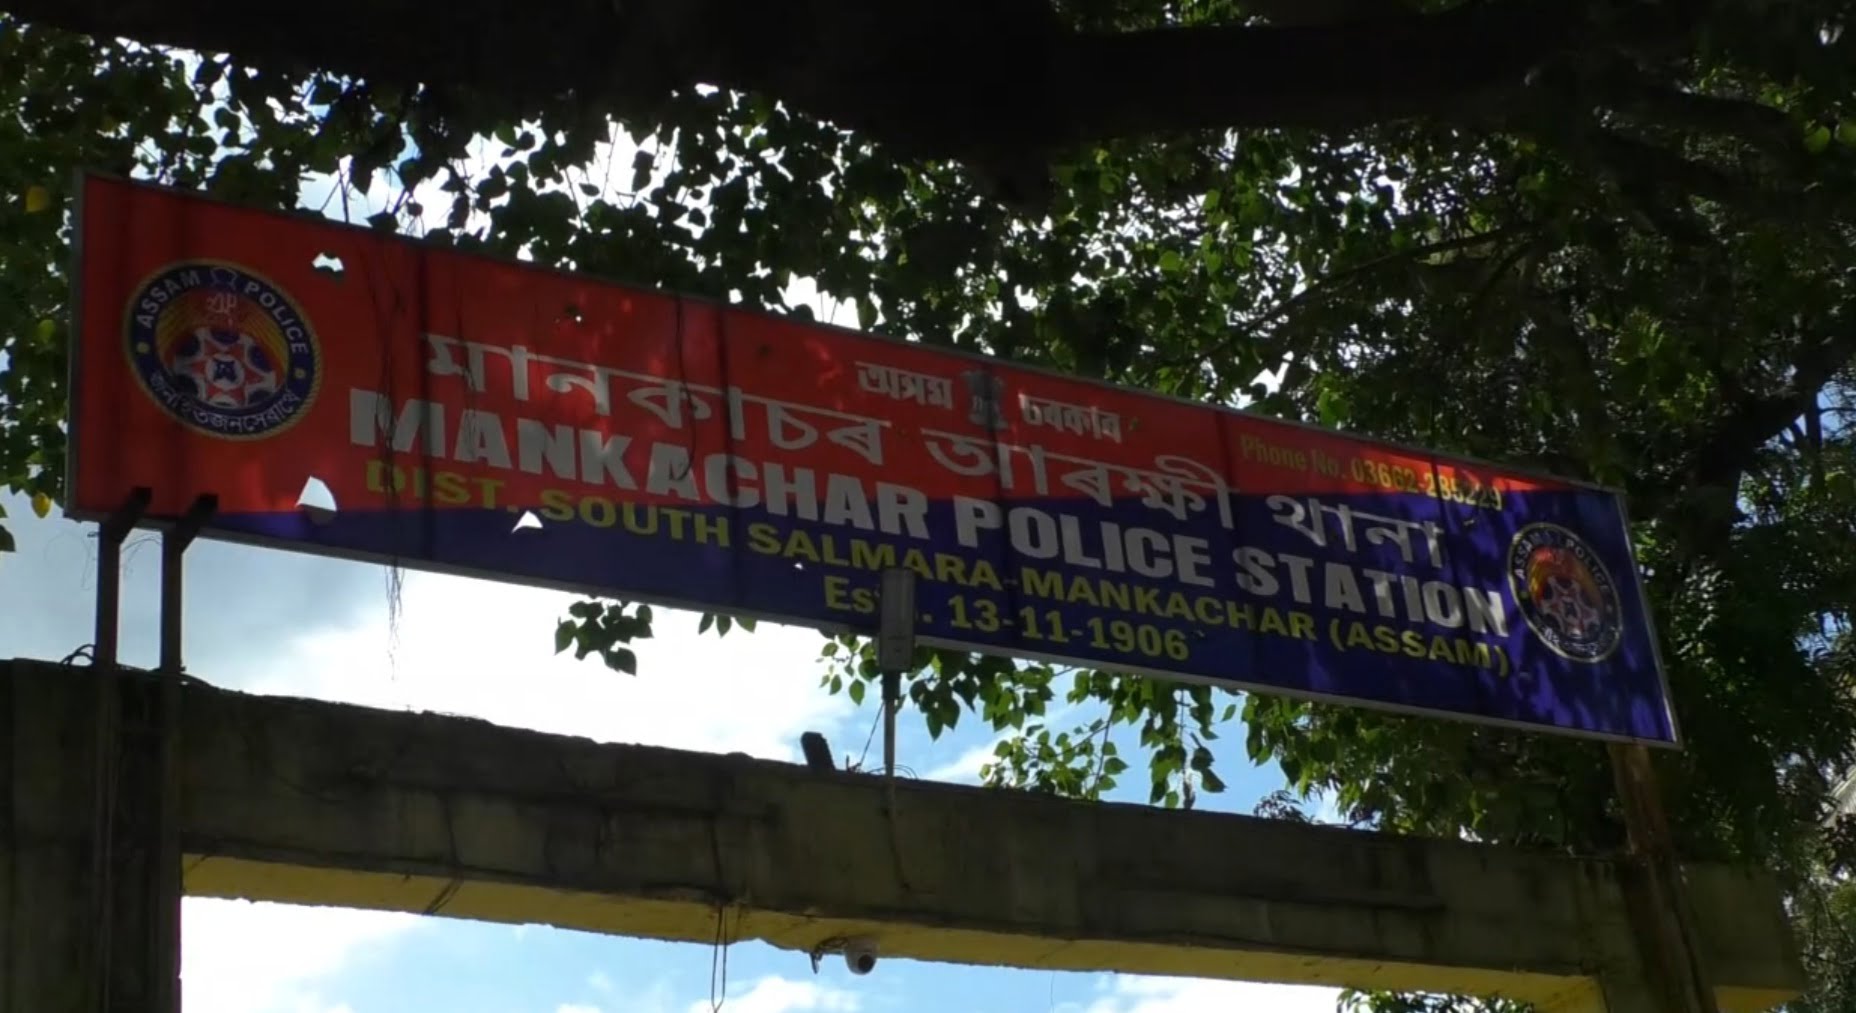 অসম চৰকাৰ
মানকাচৰ আৰক্ষী থানা
Phone No. 03662-285229
MANKACHAR POLICE STATION
DIST. SOUTH SALMARA-MANKACHAR (ASSAM)
13-11-1906
ASSAM POLICE
ASSAM POLICE